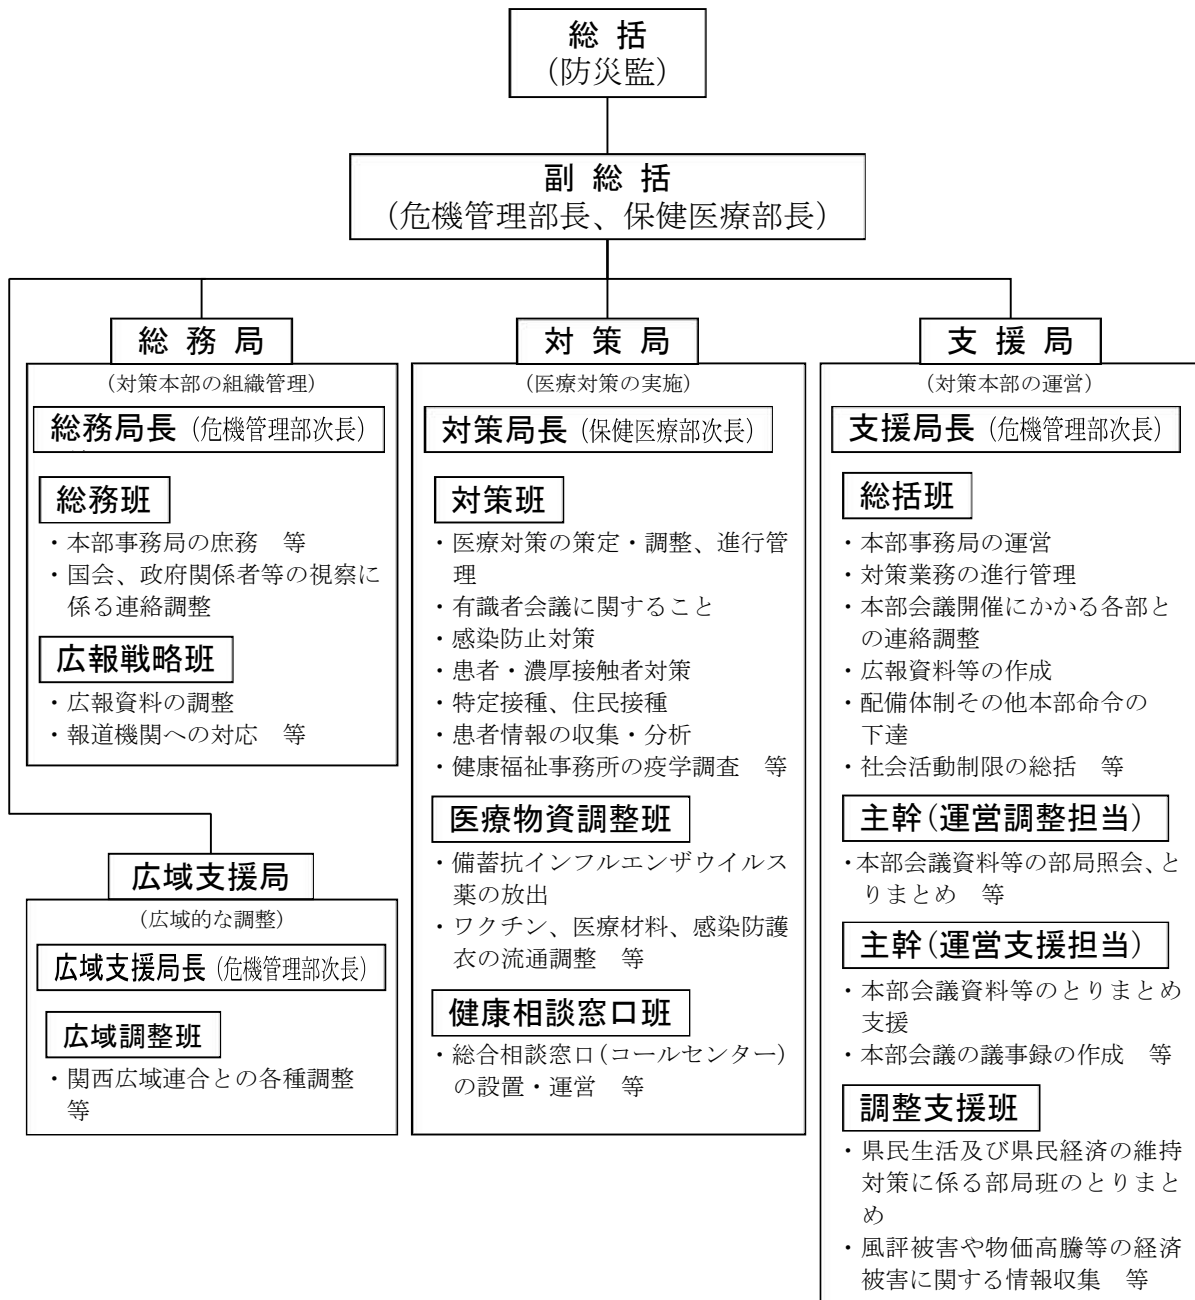 総 括
(防災監)
副 総 括
(危機管理部長、保健医療部長)
総 務 局
(対策本部の組織管理)
総務局長 (危機管理部次長)
総務班
・本部事務局の庶務　等
・国会、政府関係者等の視察に
係る連絡調整
広報戦略班
・広報資料の調整
・報道機関への対応　等
広域支援局
(広域的な調整)
広域支援局長 (危機管理部次長)
広域調整班
・関西広域連合との各種調整
等
対 策 局
(医療対策の実施)
対策局長 (保健医療部次長)
対策班
・医療対策の策定・調整、進行管
理
・有識者会議に関すること
・感染防止対策
・患者・濃厚接触者対策
・特定接種、住民接種
・患者情報の収集・分析
・健康福祉事務所の疫学調査　等
医療物資調整班
・備蓄抗インフルエンザウイルス
薬の放出
・ワクチン、医療材料、感染防護
衣の流通調整　等
健康相談窓口班
・総合相談窓口(コールセンター)
の設置・運営　等
支 援 局
(対策本部の運営)
支援局長 (危機管理部次長)
総括班
・本部事務局の運営
・対策業務の進行管理
・本部会議開催にかかる各部と
の連絡調整
・広報資料等の作成
・配備体制その他本部命令の
下達
・社会活動制限の総括　等
主幹(運営調整担当)
・本部会議資料等の部局照会、と
りまとめ　等
主幹(運営支援担当)
・本部会議資料等のとりまとめ
支援
・本部会議の議事録の作成　等
調整支援班
・県民生活及び県民経済の維持
対策に係る部局班のとりまと
め
・風評被害や物価高騰等の経済
被害に関する情報収集　等